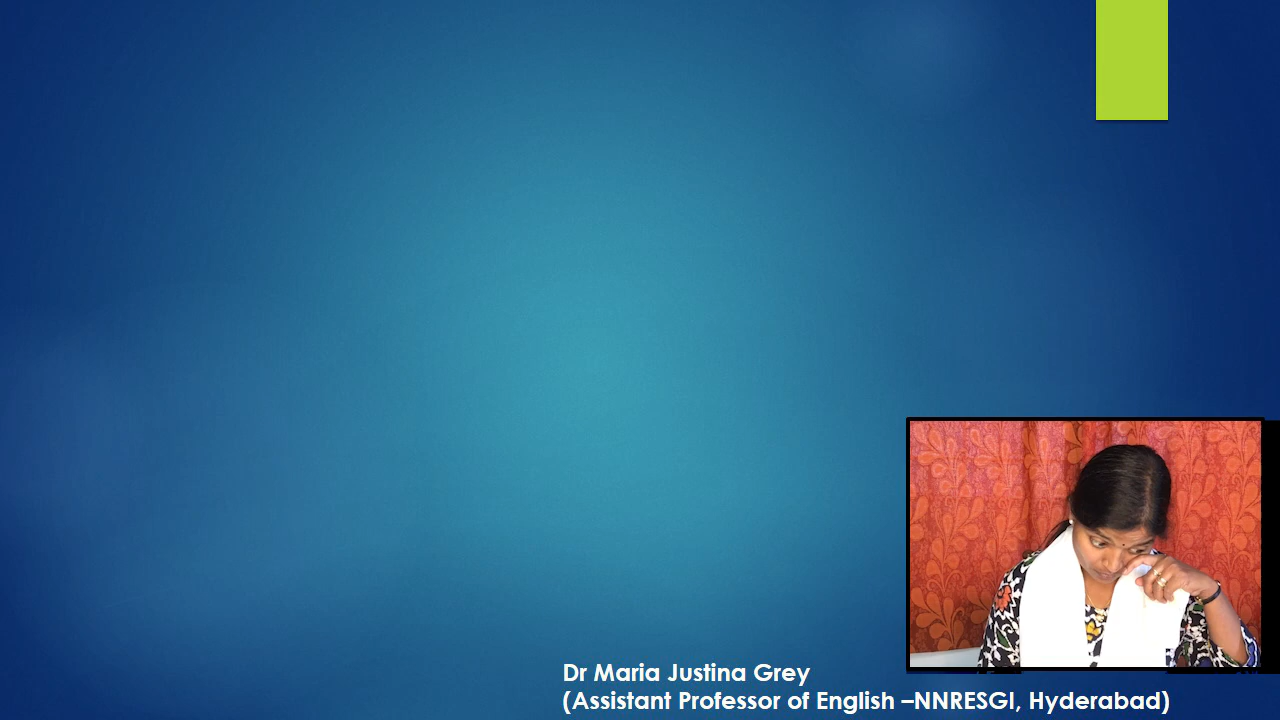 Dr Maria Justina Grey
(Assistant Professor of English –NNRESGI, Hyderabad)